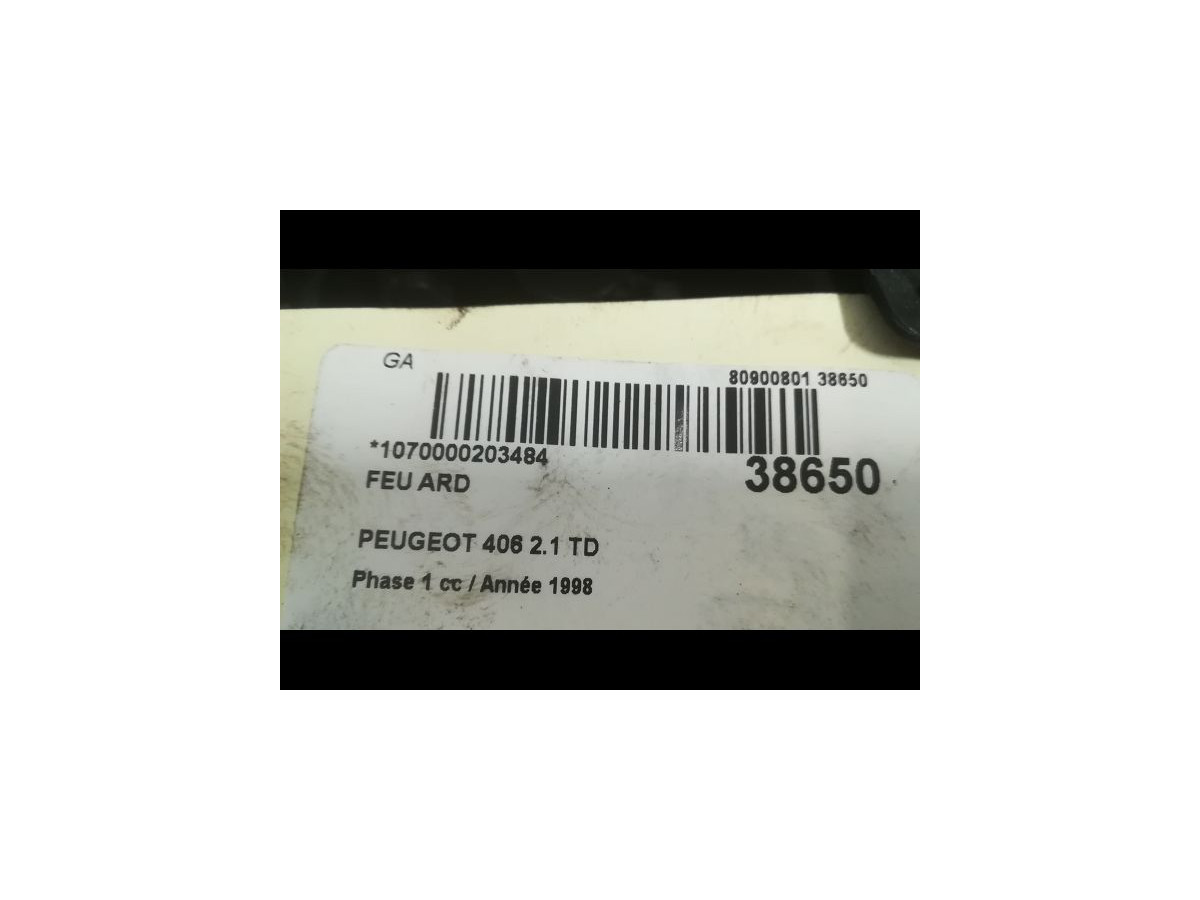 GA
80900801 38650
*1070000203484
38650
FEU ARD
PEUGEOT 406 2.1 TD
Phase 1 cc / Année 1998